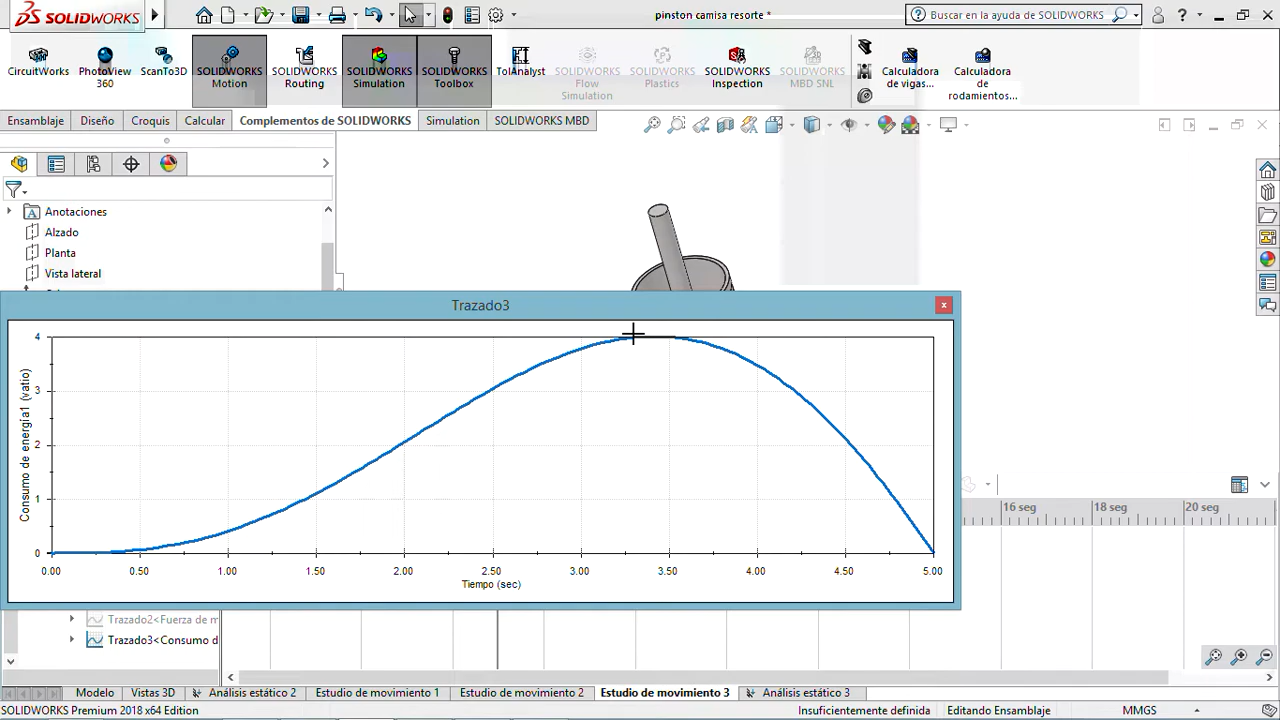 SOLIDWORKS
pinston camisa resorte *
Buscar en la ayuda de SOLIDWORKS
?
CircuitWorks
PhotoView
360
ScanTo3D
SOLIDWORKS
Motion
SOLIDWORKS
Routing
SOLIDWORKS
Simulation
SOLIDWORKS
Toolbox
TolAnalyst
SOLIDWORKS
Flow
Simulation
SOLIDWORKS
Plastics
SOLIDWORKS
Inspection
SOLIDWORKS
MBD SNL
Calculadora
de vigas...
Calculadora
de
rodamientos...
Ensamblaje
Diseño
Croquis
Calcular
Complementos de SOLIDWORKS
Simulation
SOLIDWORKS MBD
Anotaciones
Alzado
Planta
Vista lateral
Trazado3
4
3
2
1
0
Consumo de energía1 (vatio)
0.00 0.50 1.00 1.50 2.00 2.50 3.00 3.50 4.00 4.50 5.00
Tiempo (sec)
16 seg
18 seg
20 seg
Trazado2<Fuerza de m
Trazado3<Consumo d
Modelo
Vistas 3D
Análisis estático 2
Estudio de movimiento 1
Estudio de movimiento 2
Estudio de movimiento 3
Análisis estático 3
SOLIDWORKS Premium 2018 x64 Edition
Insuficientemente definida
Editando Ensamblaje
MMGS